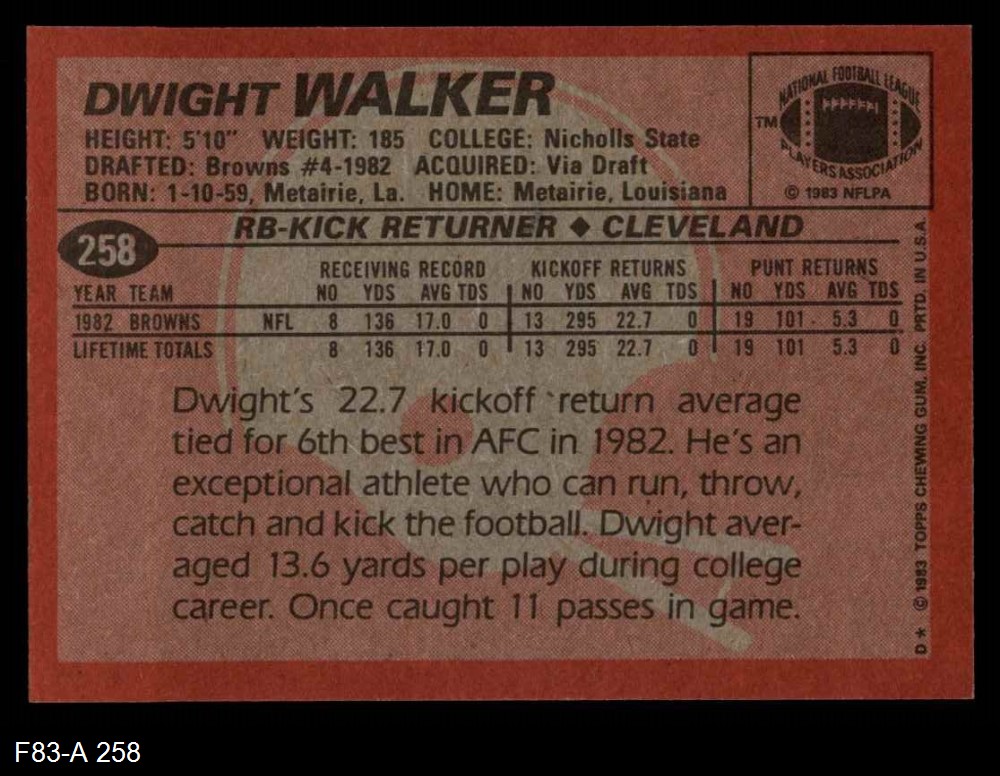 DWIGHT WALKER
HEIGHT: 5'10" WEIGHT: 185 COLLEGE: Nicholls State
DRAFTED: Browns #4-1982 ACQUIRED: Via Draft
BORN: 1-10-59, Metairie, La. HOME: Metairie, Louisiana
NATIONAL FOOTBALL LEAGUE
TM
PLAYERS ASSOCIATION
© 1983 NFLPA
258
RB-KICK RETURNER ♦ CLEVELAND
RECEIVING RECORD KICKOFF RETURNS PUNT RETURNS
YEAR TEAM NO YDS AVG TDS NO YDS AVG TDS NO YDS AVG TDS
1982 BROWNS NFL 8 136 17.0 0 13 295 22.7 0 19 101 5.3 0
LIFETIME TOTALS 8 136 17.0 0 13 295 22.7 0 19 101 5.3 0
Dwight's 22.7 kickoff return average
tied for 6th best in AFC in 1982. He's an
exceptional athlete who can run, throw,
catch and kick the football. Dwight aver-
aged 13.6 yards per play during college
career. Once caught 11 passes in game.
D* © 1983 TOPPS CHEWING GUM, INC. PRTD. IN U.S.A.
F83-A 258